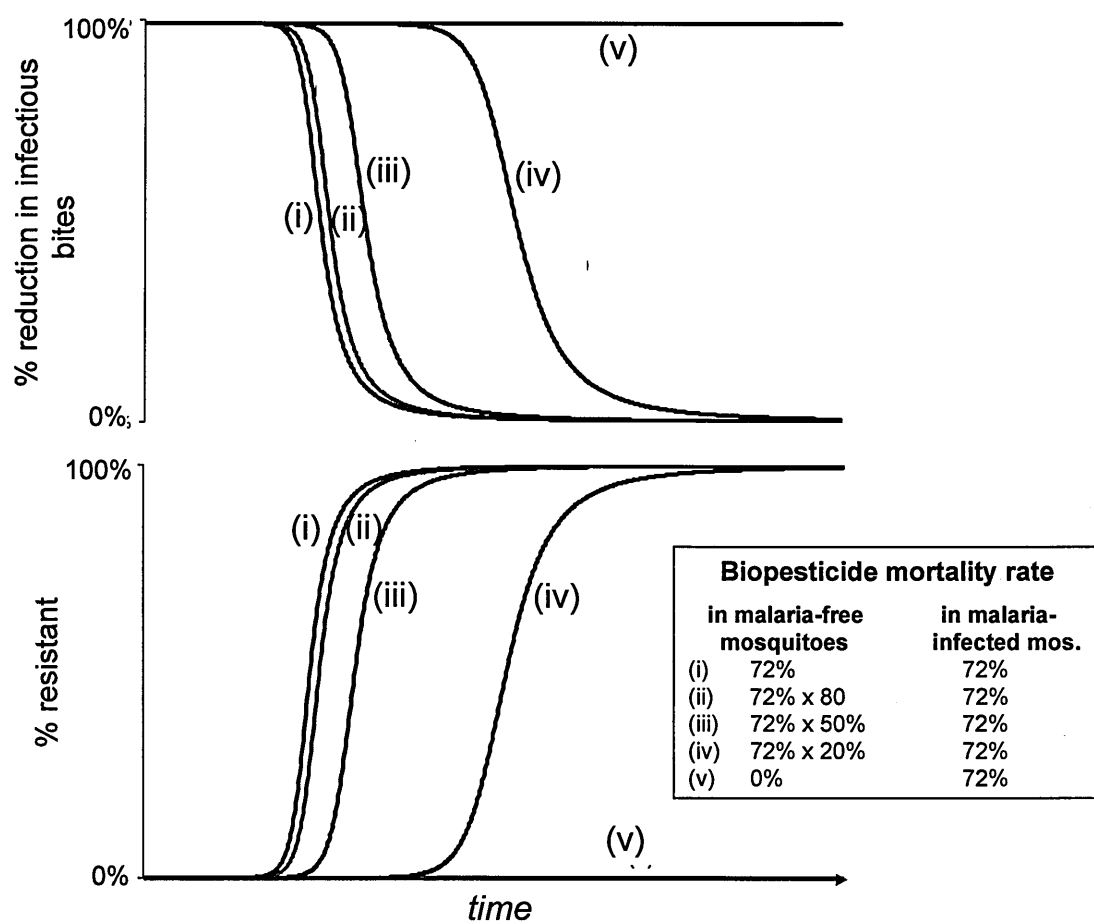 100%
% reduction in infectious
bites
(i)
(ii)
(iii)
(iv)
(v)
0%
100%
% resistant
(i)
(ii)
(iii)
(iv)
(v)
0%
time
Biopesticide mortality rate
in malaria-free in malaria-
mosquitoes infected mos.
(i) 72% 72%
(ii) 72% x 80 72%
(iii) 72% x 50% 72%
(iv) 72% x 20% 72%
(v) 0% 72%